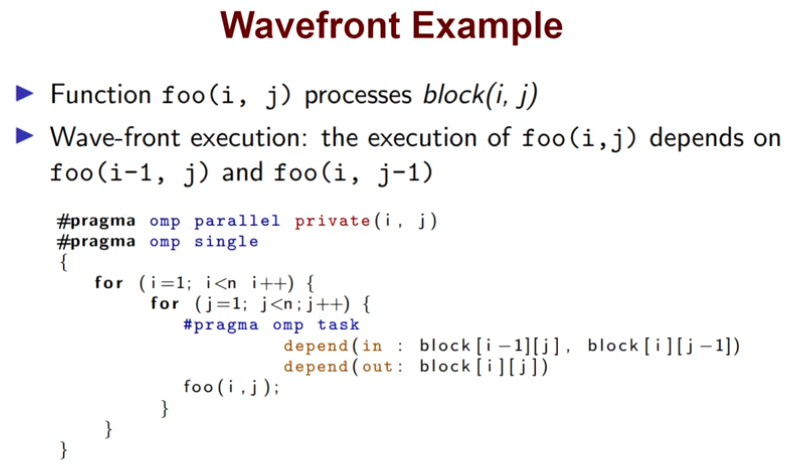 Wavefront Example
Function foo(i, j) processes block(i, j)
Wave-front execution: the execution of foo(i,j) depends on
foo(i-1, j) and foo(i, j-1)
#pragma omp parallel private(i, j)
#pragma omp single
{
for (i=1; i<n i++) {
for (j=1; j<n;j++) {
#pragma omp task
depend(in : block[i-1][j], block[i][j-1])
depend(out: block[i][j])
foo(i,j);
}
}
}